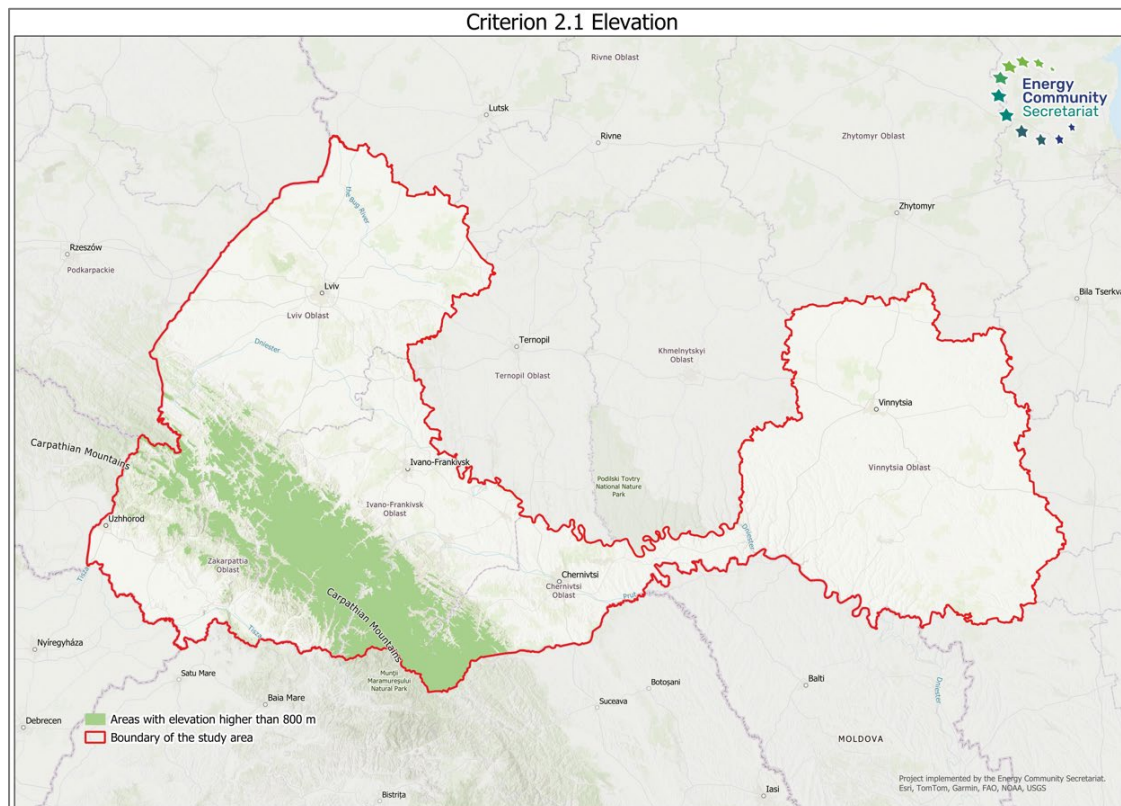 Criterion 2.1 Elevation
Energy
Community
Secretariat
Rivne Oblast
Lutsk
Rivne
Zhytomyr Oblast
Zhytomyr
the Bug River
Rzeszów
Podkarpackie
Lviv
Lviv Oblast
Bila Tserkva
Dniester
Ternopil
Ternopil Oblast
Khmelnytskyi
Oblast
Vinnytsia
Vinnytsia Oblast
Carpathian Mountains
Ivano-Frankivsk
Ivano-Frankivsk
Oblast
Podilski Tovtry
National Nature
Park
Dniester
Uzhhorod
Zakarpattia
Oblast
Tisza
Chernivtsi
Chernivtsi
Oblast
Prut
Carpathian Mountains
Tisza
Nyíregyháza
Satu Mare
Munții
Maramureșului
Natural Park
Baia Mare
Botoșani
Suceava
Balti
Dniester
Debrecen
Areas with elevation higher than 800 m
Boundary of the study area
MOLDOVA
Bistrița
Iasi
Project implemented by the Energy Community Secretariat.
Esri, TomTom, Garmin, FAO, NOAA, USGS